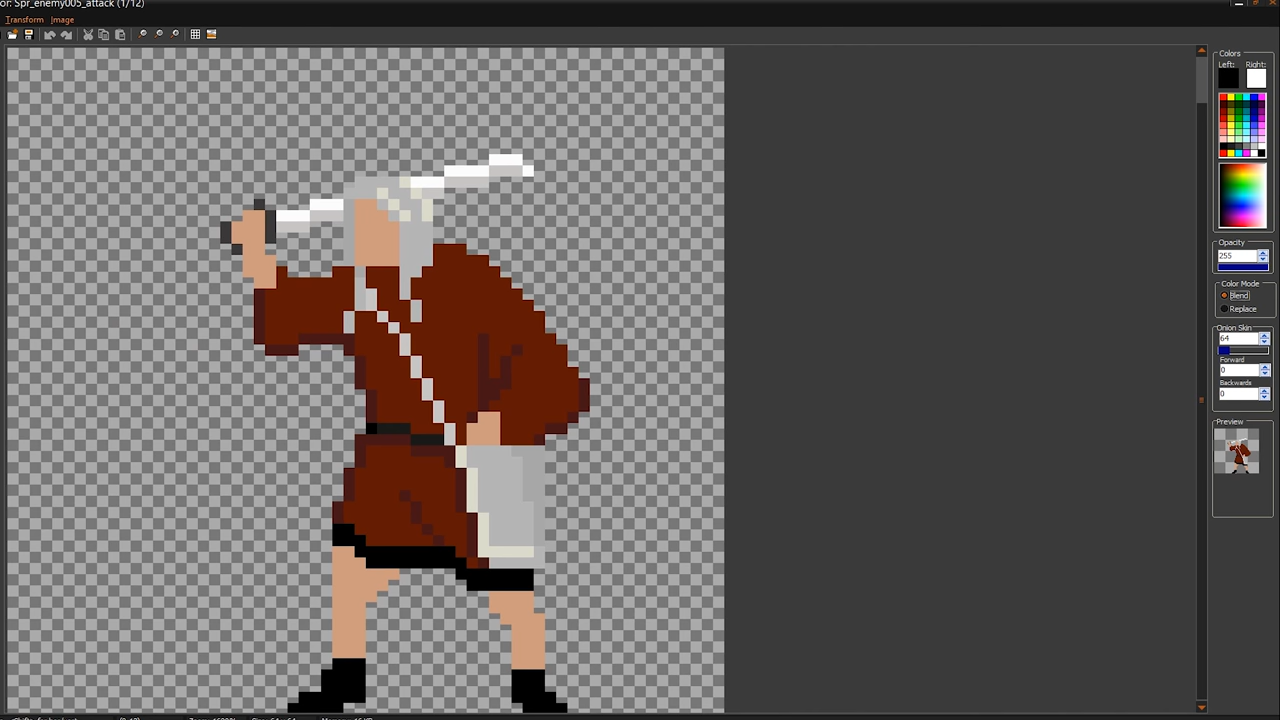 or: Spr_enemy005_attack (1/12)
Transform Image
Colors
Left: Right:
Opacity
255
Color Mode
Blend
Replace
Onion Skin
64
Forward
0
Backwards
0
Preview